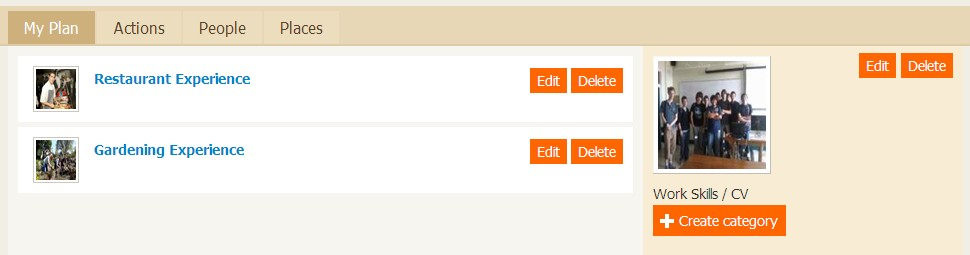 My Plan Actions People Places
Restaurant Experience Edit Delete
Gardening Experience Edit Delete
Edit Delete
Work Skills / CV
Create category